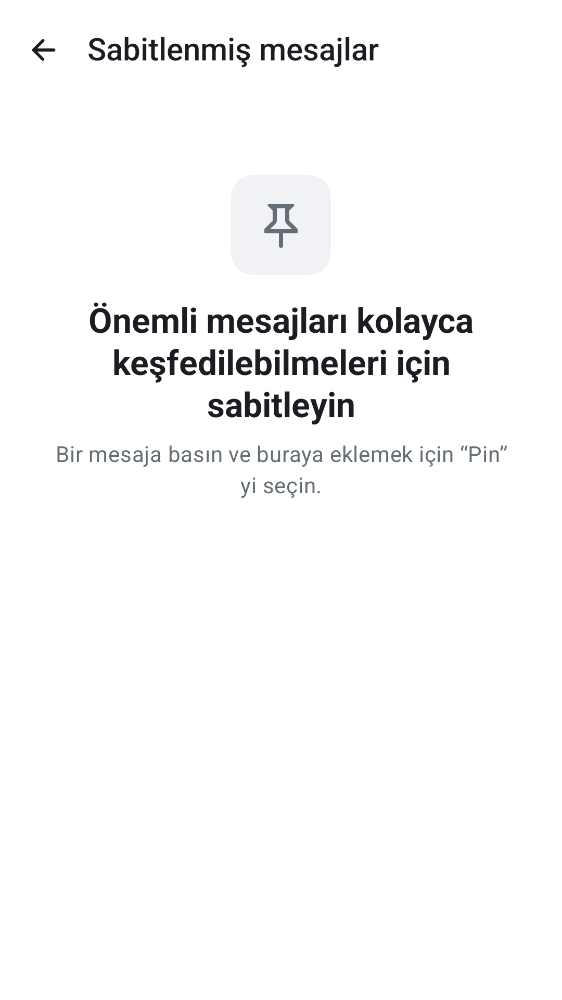 Sabitlenmiş mesajlar
Önemli mesajları kolayca
keşfedilebilmeleri için
sabitleyin
Bir mesaja basın ve buraya eklemek için “Pin”
yi seçin.